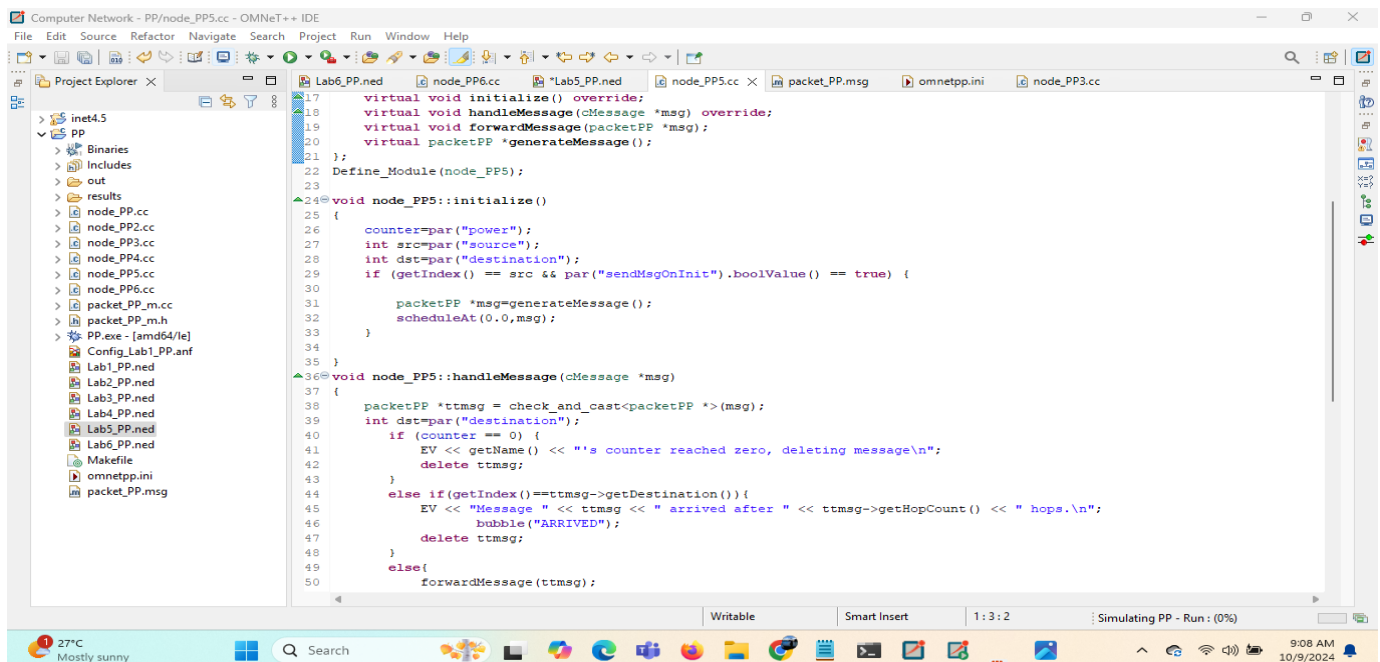 Computer Network - PP/node_PP5.cc - OMNeT++ IDE
File Edit Source Refactor Navigate Search Project Run Window Help
Project Explorer
Lab6_PP.ned node_PP6.cc *Lab5_PP.ned node_PP5.cc packet_PP.msg omnetpp.ini node_PP3.cc
inet4.5
PP
Binaries
Includes
out
results
node_PP.cc
node_PP2.cc
node_PP3.cc
node_PP4.cc
node_PP5.cc
node_PP6.cc
packet_PP_m.cc
packet_PP_m.h
PP.exe - [amd64/le]
Config_Lab1_PP.anf
Lab1_PP.ned
Lab2_PP.ned
Lab3_PP.ned
Lab4_PP.ned
Lab5_PP.ned
Lab6_PP.ned
Makefile
omnetpp.ini
packet_PP.msg
17 virtual void initialize() override;
18 virtual void handleMessage(cMessage *msg) override;
19 virtual void forwardMessage(packetPP *msg);
20 virtual packetPP *generateMessage();
21 };
22 Define_Module(node_PP5);
23
24 void node_PP5::initialize()
25 {
26 counter=par("power");
27 int src=par("source");
28 int dst=par("destination");
29 if (getIndex() == src && par("sendMsgOnInit").boolValue() == true) {
30
31 packetPP *msg=generateMessage();
32 scheduleAt(0.0,msg);
33 }
34
35 }
36 void node_PP5::handleMessage(cMessage *msg)
37 {
38 packetPP *ttmsg = check_and_cast<packetPP *>(msg);
39 int dst=par("destination");
40 if (counter == 0) {
41 EV << getName() << "'s counter reached zero, deleting message\n";
42 delete ttmsg;
43 }
44 else if(getIndex()==ttmsg->getDestination()){
45 EV << "Message " << ttmsg << " arrived after " << ttmsg->getHopCount() << " hops.\n";
46 bubble("ARRIVED");
47 delete ttmsg;
48 }
49 else{
50 forwardMessage(ttmsg);
Writable Smart Insert 1 : 3 : 2 Simulating PP - Run : (0%)
1
27°C
Mostly sunny
Search
9:08 AM
10/9/2024